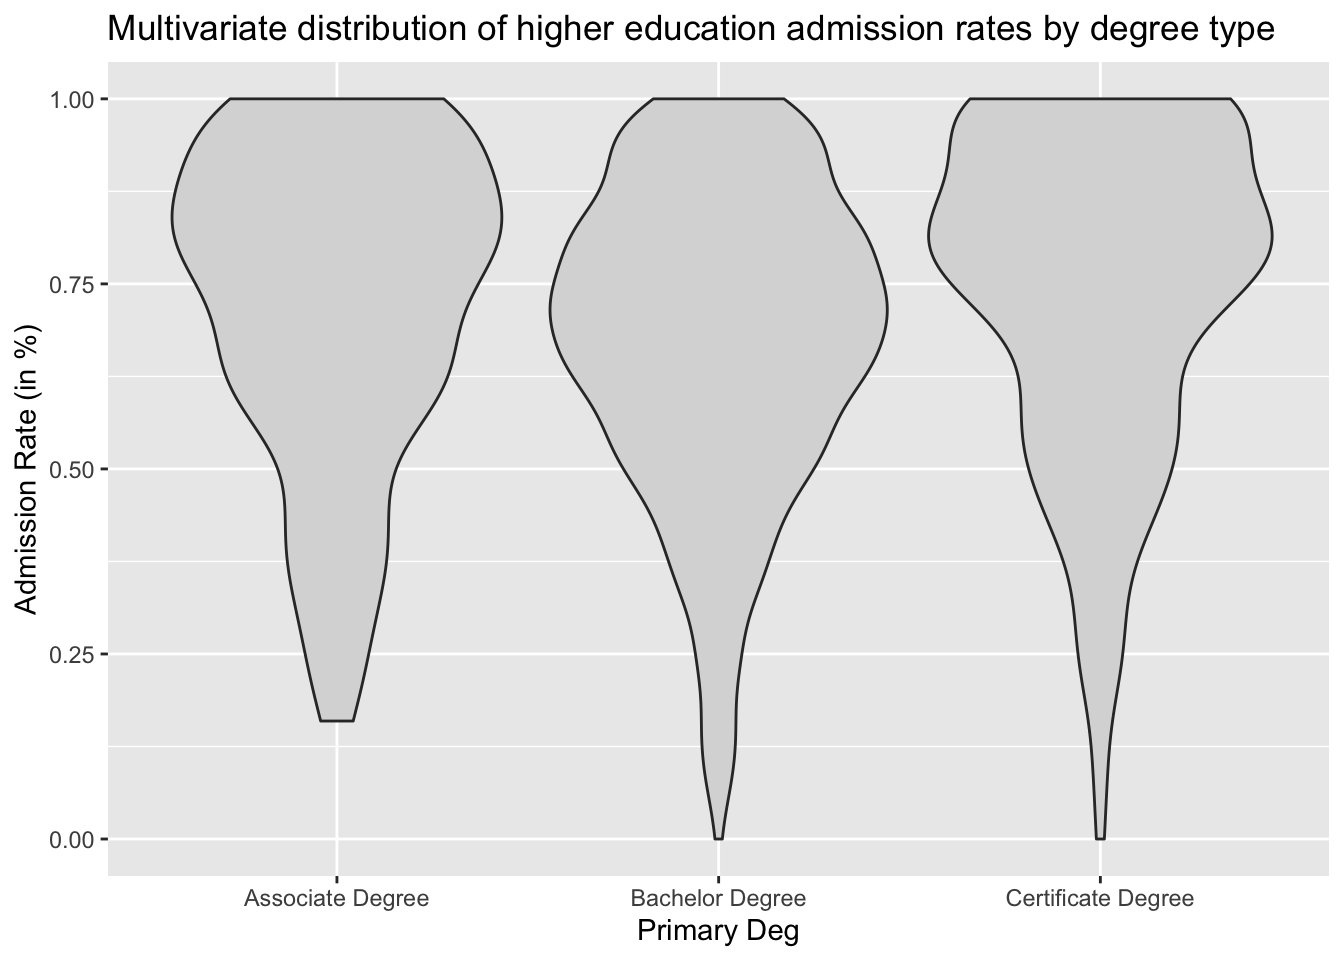 Multivariate distribution of higher education admission rates by degree type
Admission Rate (in %)
1.00
0.75
0.50
0.25
0.00
Associate Degree
Bachelor Degree
Certificate Degree
Primary Deg